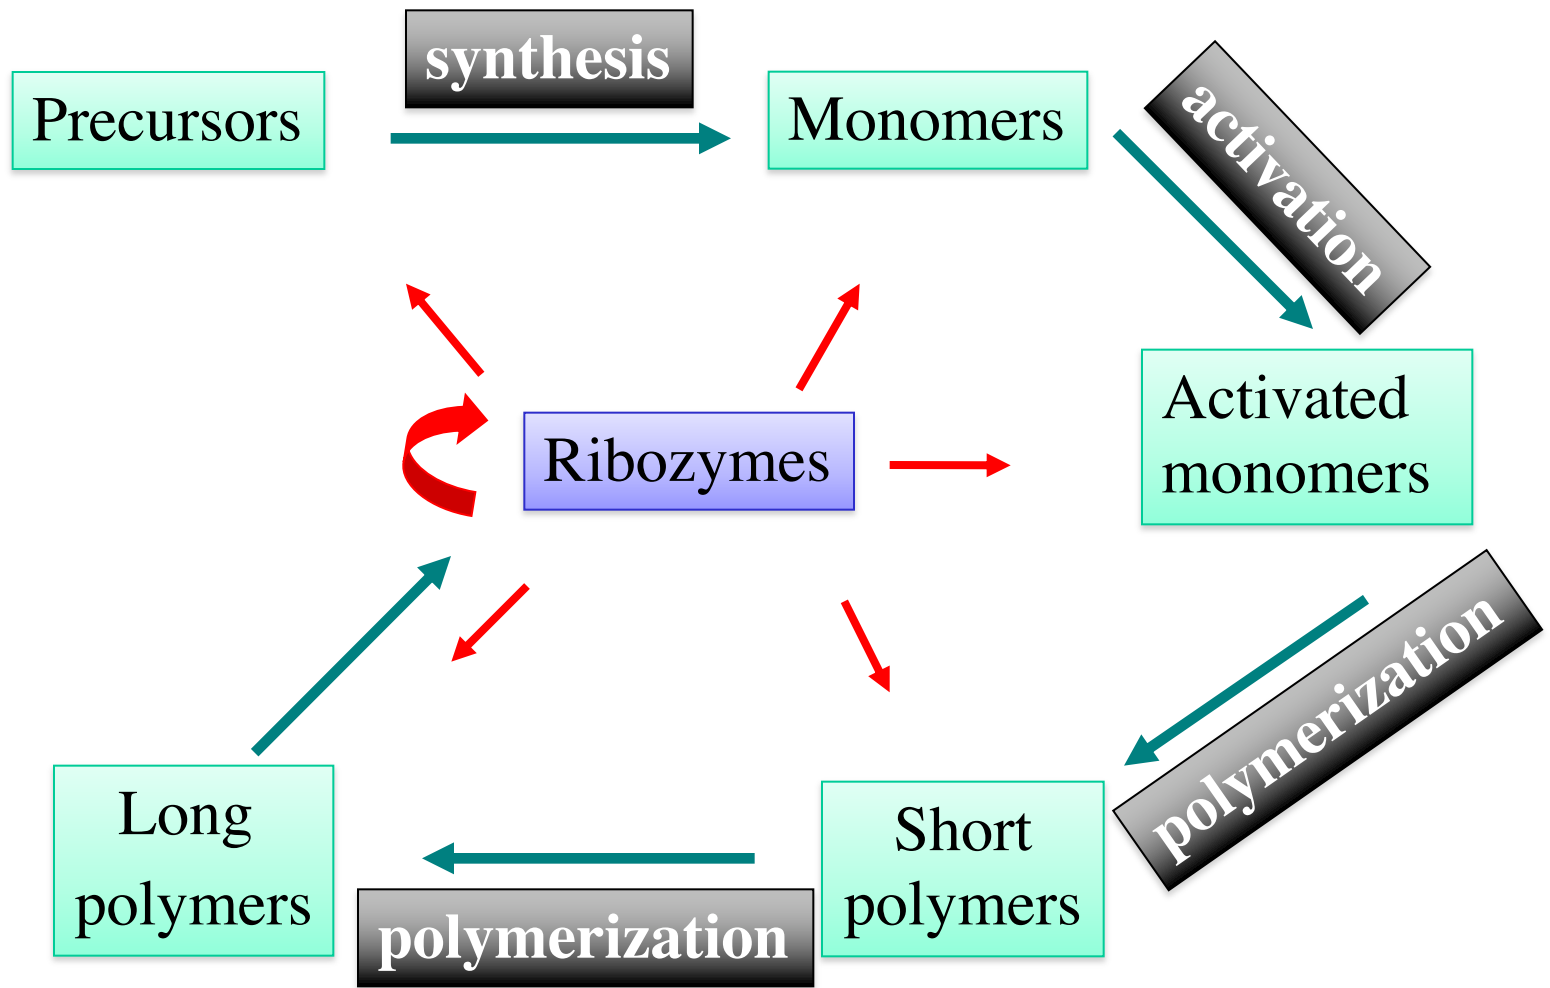 synthesis
Precursors
Monomers
activation
Activated
monomers
Ribozymes
polymerization
Short
polymers
polymerization
Long
polymers